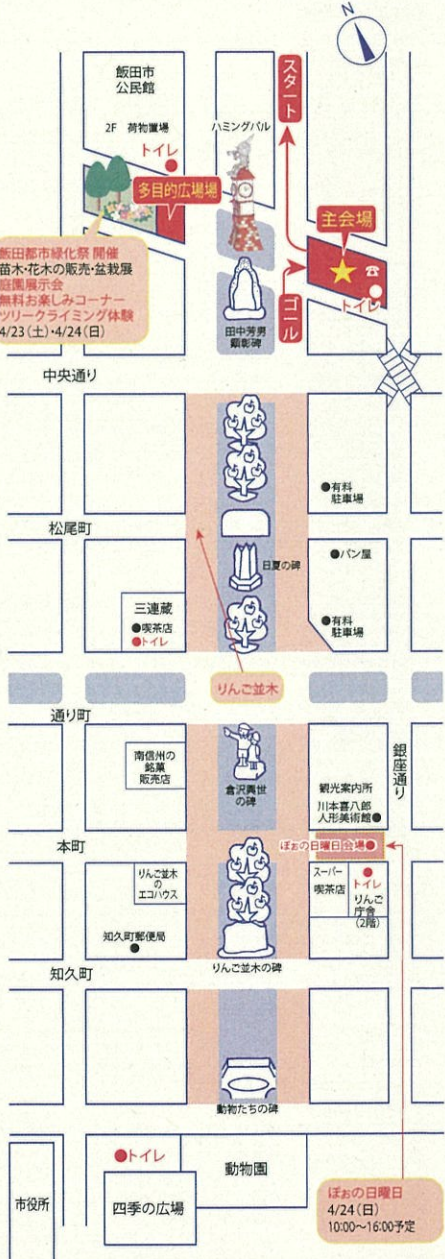 N
飯田市
公民館
2F 荷物置場
トイレ
多目的広場場
ハミングパル
スタート
主会場
トイレ
ゴール
田中芳男
顕彰碑
飯田都市緑化祭 開催
苗木・花木の販売・盆栽展
庭園展示会
無料お楽しみコーナー
ツリークライミング体験
4/23(土)・4/24(日)
中央通り
●有料
駐車場
松尾町
日夏の碑
●パン屋
三連蔵
●喫茶店
●トイレ
●有料
駐車場
りんご並木
通り町
南信州の
銘菓
販売店
倉沢興世
の碑
観光案内所
川本喜八郎
人形美術館●
銀座通り
本町
ぽぉの日曜日会場●
りんご並木
の
エコハウス
スーパー
喫茶店
●
トイレ
りんご
庁舎
(2階)
知久町郵便局
●
りんご並木の碑
知久町
動物たちの碑
●トイレ
動物園
市役所
四季の広場
ぽぉの日曜日
4/24(日)
10:00〜16:00予定